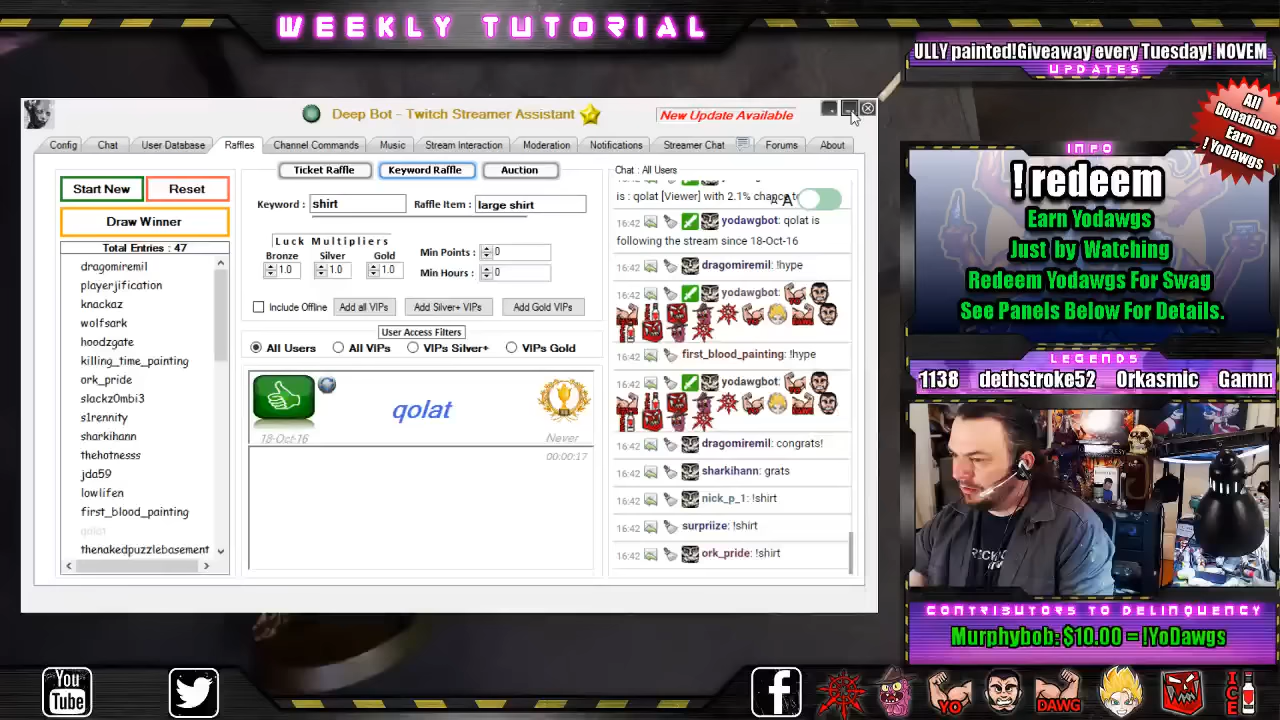 WEEKLY TUTORIAL
ULLY painted!Giveaway every Tuesday! NOVEM
UPDATES
All
Donations
Earn
!YoDawgs
Deep Bot - Twitch Streamer Assistant
New Update Available
Config
Chat
User Database
Raffles
Channel Commands
Music
Stream Interaction
Moderation
Notifications
Streamer Chat
Forums
About
Start New
Reset
Draw Winner
Total Entries : 47
dragomiremil
playerjification
knackaz
wolfsark
hoodzgate
killing_time_painting
ork_pride
slackz0mbi3
s1rennity
sharikhann
thehotnesss
jda59
lowlifen
first_blood_painting
qolat
thenakedpuzzlebasement
Ticket Raffle
Keyword Raffle
Auction
Keyword :
shirt
Raffle Item :
large shirt
Luck Multipliers
Bronze
Silver
Gold
1.0
1.0
1.0
Min Points :
0
Min Hours :
0
Include Offline
Add all VIPs
Add Silver+ VIPs
Add Gold VIPs
User Access Filters
All Users
All VIPs
VIPs Silver+
VIPs Gold
qolat
18-Oct-16
Never
00:00:17
Chat : All Users
is : qolat [Viewer] with 2.1% chance
16:42 yodawgbot: qolat is
following the stream since 18-Oct-16
16:42 dragomiremil: !hype
16:42 yodawgbot:
16:42 first_blood_painting: !hype
16:42 yodawgbot:
16:42 dragomiremil: congrats!
16:42 sharkihann: grats
16:42 nick_p_1: !shirt
16:42 surpriize: !shirt
16:42 ork_pride: !shirt
INFO
!redeem
Earn Yodawgs
Just by Watching
Redeem Yodawgs For Swag
See Panels Below For Details.
LEGENDS
1138 dethstroke52 Orkasmic Gamm
CONTRIBUTORS TO DELINQUENCY
Murphybob: $10.00 = !YoDawgs
You
Tube
f
YO
DAWG
ICE